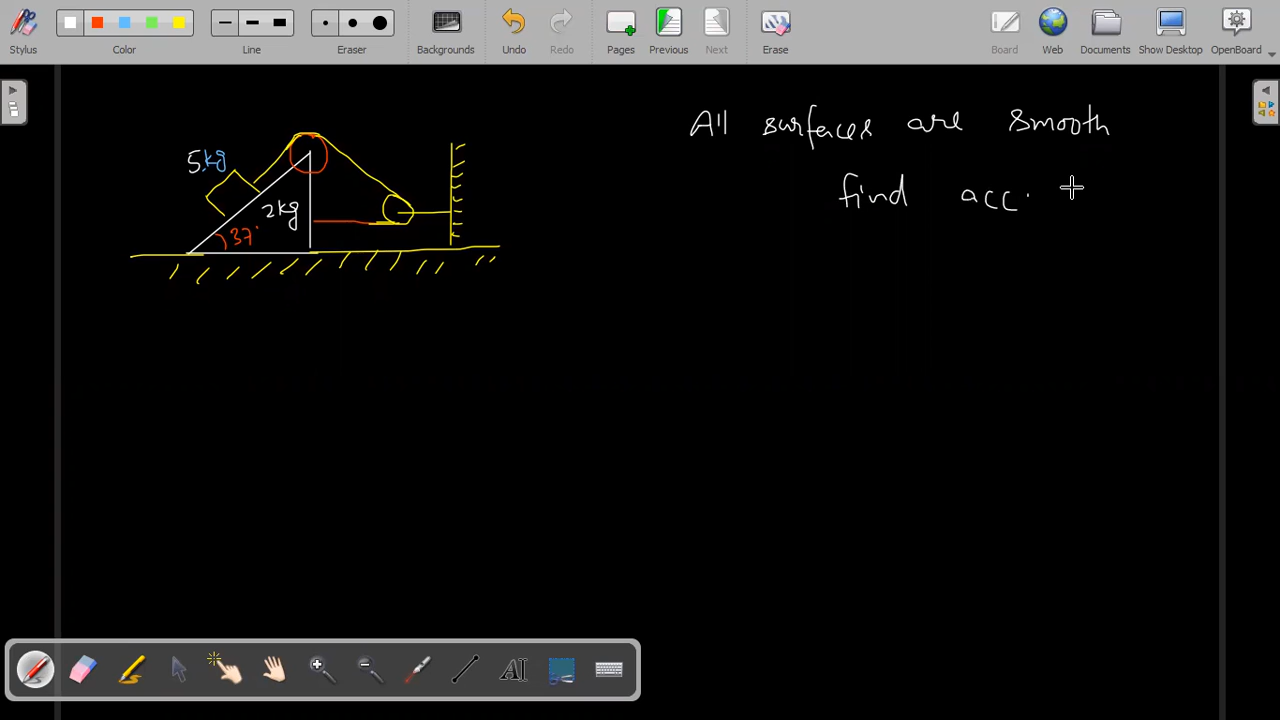 Stylus Color Line Eraser Backgrounds Undo Redo Pages Previous Next Erase Board Web Documents Show Desktop OpenBoard
All surfaces are smooth
5kg
find acc.
2kg
37°
AI